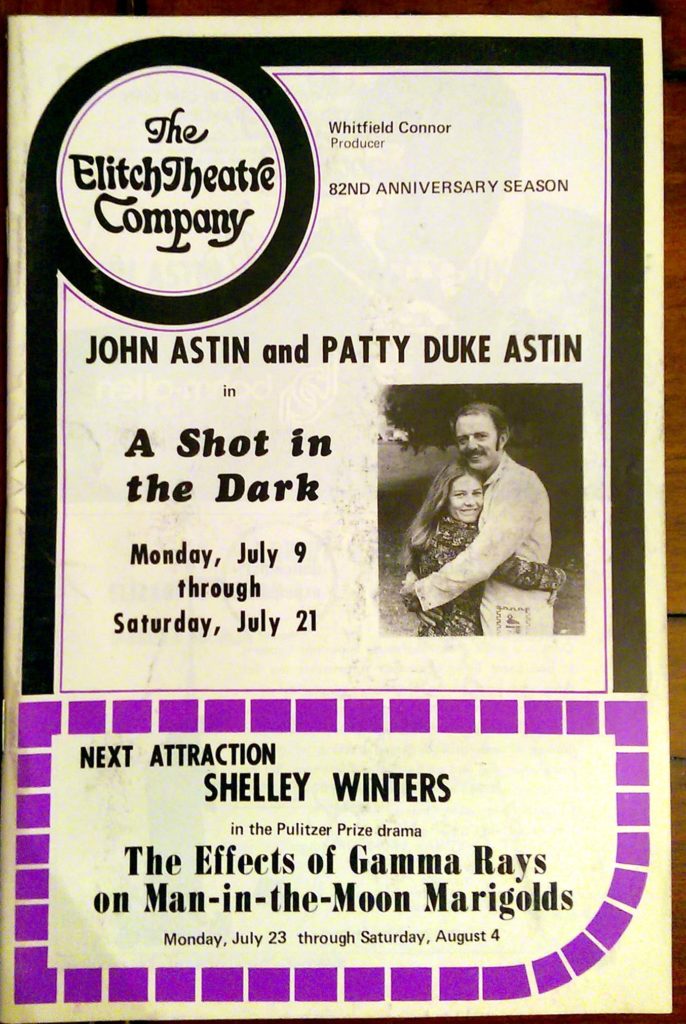 The
Elitch Theatre
Company
Whitfield Connor
Producer
82ND ANNIVERSARY SEASON
JOHN ASTIN and PATTY DUKE ASTIN
in
A Shot in
the Dark
Monday, July 9
through
Saturday, July 21
NEXT ATTRACTION
SHELLEY WINTERS
in the Pulitzer Prize drama
The Effects of Gamma Rays
on Man-in-the-Moon Marigolds
Monday, July 23 through Saturday, August 4